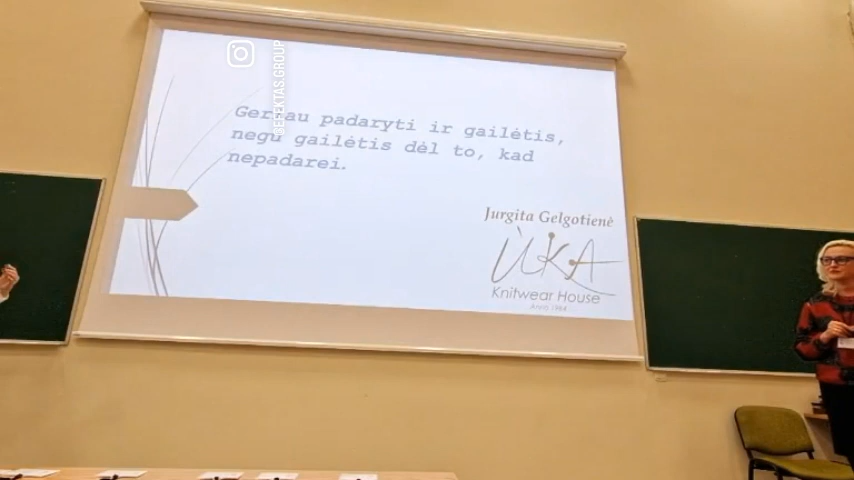 @EFEKTAS.GROUP
Geriau padaryti ir gailėtis,
negu gailėtis dėl to, kad
nepadarei.
Jurgita Gelgotienė
ÙKA
Knitwear House